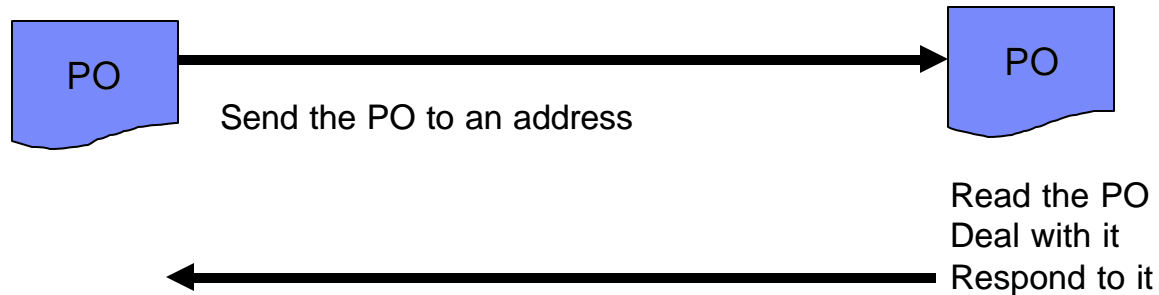 PO
PO
Send the PO to an address
Read the PO
Deal with it
Respond to it